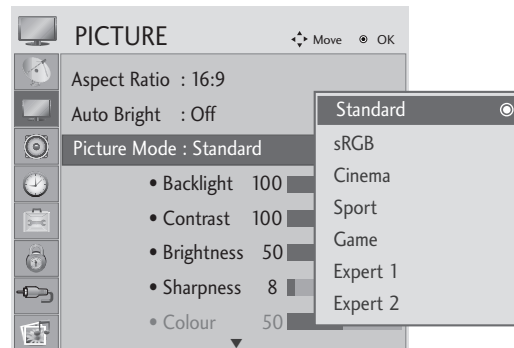 PICTURE
Move OK
Aspect Ratio : 16:9
Auto Bright : Off
Picture Mode : Standard
• Backlight 100
• Contrast 100
• Brightness 50
• Sharpness 8
• Colour 50
Standard
sRGB
Cinema
Sport
Game
Expert 1
Expert 2